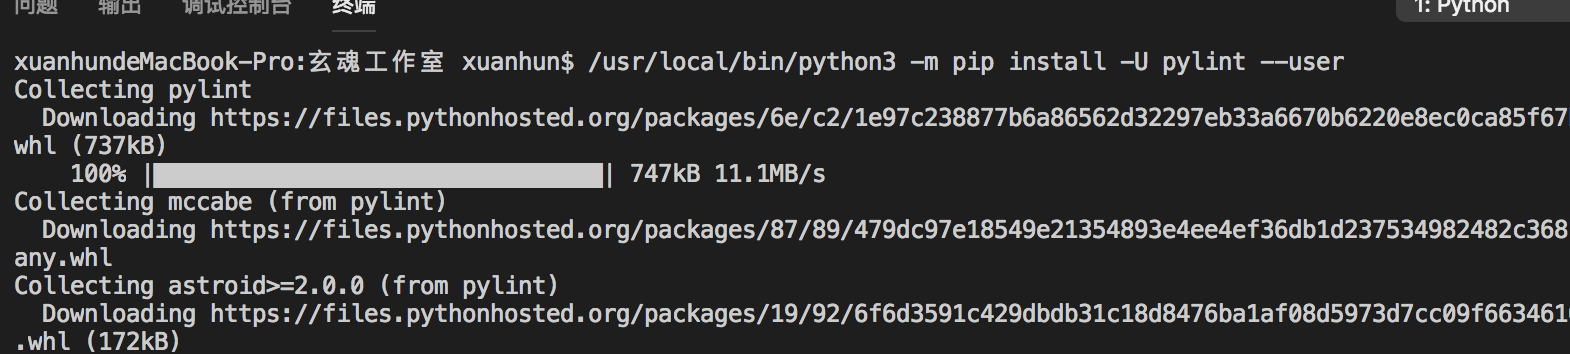 问题 输出 调试控制台 终端 1: Python
xuanhundeMacBook-Pro:玄魂工作室 xuanhun$ /usr/local/bin/python3 -m pip install -U pylint --user
Collecting pylint
Downloading https://files.pythonhosted.org/packages/6e/c2/1e97c238877b6a86562d32297eb33a6670b6220e8ec0ca85f67
whl (737kB)
100% |████████████████████████████████| 747kB 11.1MB/s
Collecting mccabe (from pylint)
Downloading https://files.pythonhosted.org/packages/87/89/479dc97e18549e21354893e4ee4ef36db1d237534982482c368
any.whl
Collecting astroid>=2.0.0 (from pylint)
Downloading https://files.pythonhosted.org/packages/19/92/6f6d3591c429dbdb31c18d8476ba1af08d5973d7cc09f663461
.whl (172kB)